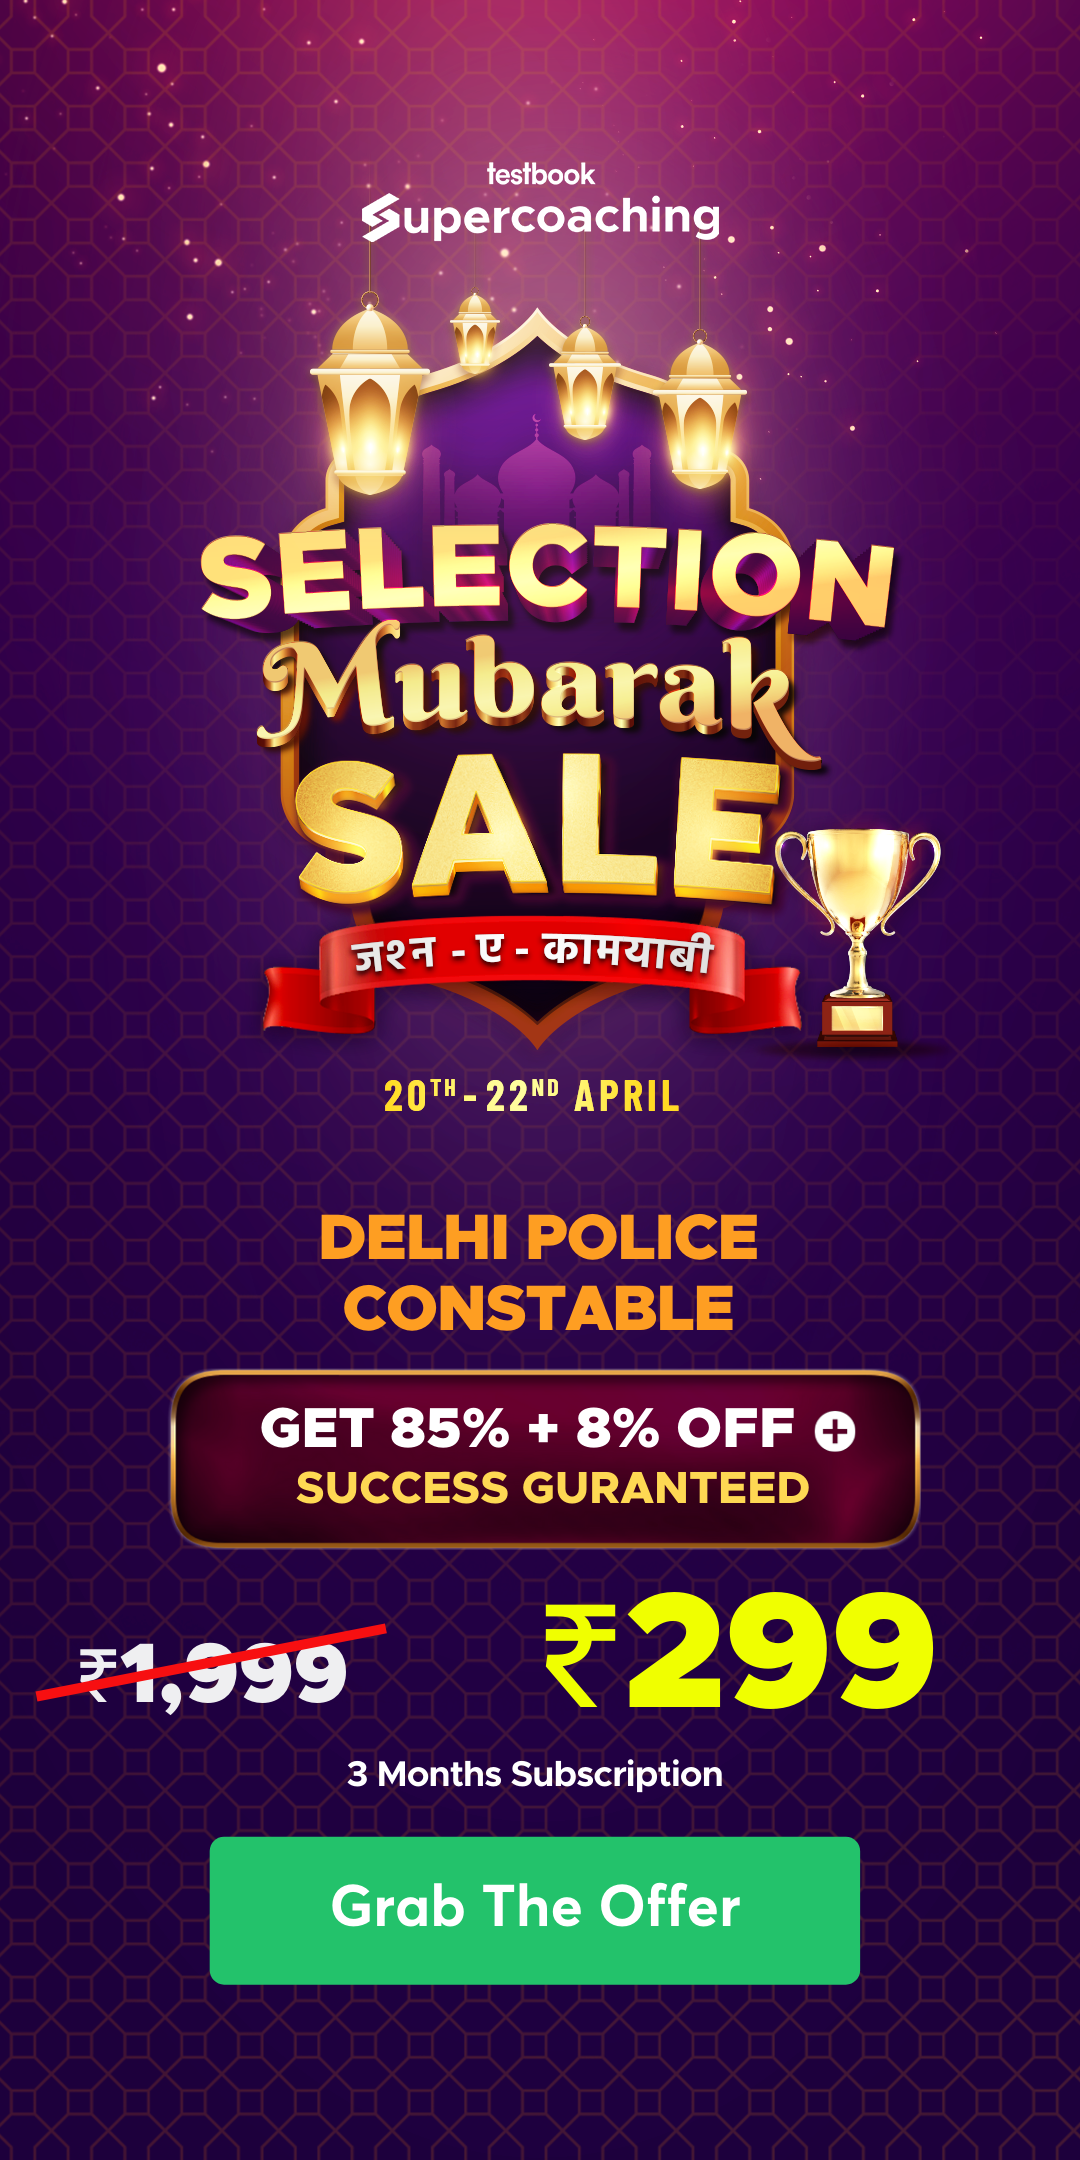 testbook
Supercoaching
SELECTION
Mubarak
SALE
जश्न - ए - कामयाबी
20TH - 22ND APRIL
DELHI POLICE
CONSTABLE
GET 85% + 8% OFF +
SUCCESS GURANTEED
₹1,999
₹299
3 Months Subscription
Grab The Offer